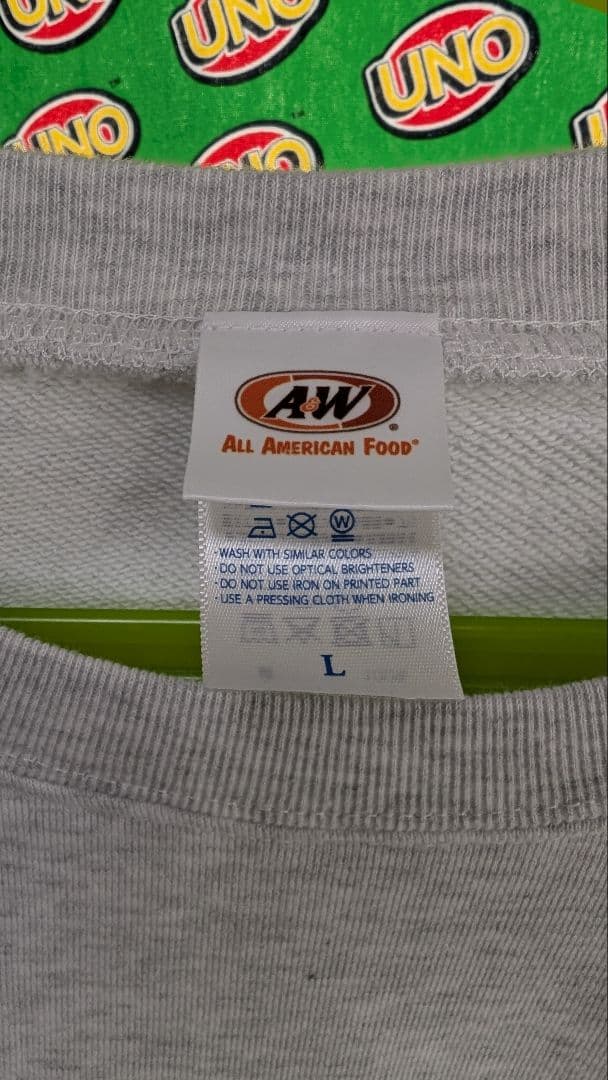 UNO
UNO
UNO
UNO
UNO
A&W®
ALL AMERICAN FOOD®
W
· WASH WITH SIMILAR COLORS
· DO NOT USE OPTICAL BRIGHTENERS
· DO NOT USE IRON ON PRINTED PART
· USE A PRESSING CLOTH WHEN IRONING
L